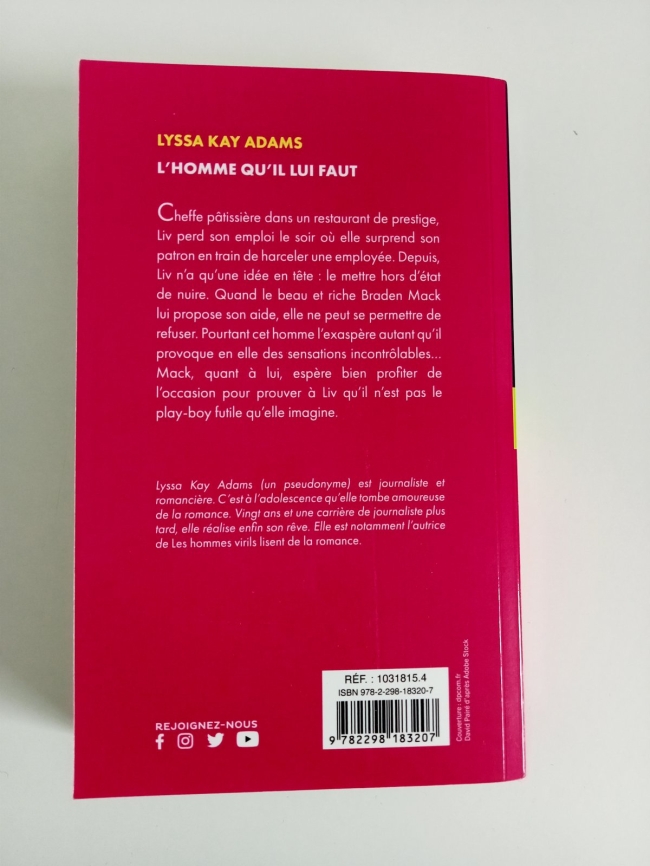 LYSSA KAY ADAMS
L'HOMME QU'IL LUI FAUT
Cheffe pâtissière dans un restaurant de prestige,
Liv perd son emploi le soir où elle surprend son
patron en train de harceler une employée. Depuis,
Liv n'a qu'une idée en tête : le mettre hors d'état
de nuire. Quand le beau et riche Braden Mack
lui propose son aide, elle ne peut se permettre de
refuser. Pourtant cet homme l'exaspère autant qu'il
provoque en elle des sensations incontrôlables...
Mack, quant à lui, espère bien profiter de
l'occasion pour prouver à Liv qu'il n'est pas le
play-boy futile qu'elle imagine.
Lyssa Kay Adams (un pseudonyme) est journaliste et
romancière. C'est à l'adolescence qu'elle tombe amoureuse
de la romance. Vingt ans et une carrière de journaliste plus
tard, elle réalise enfin son rêve. Elle est notamment l'autrice
de Les hommes virils lisent de la romance.
RÉF. : 1031815.4
ISBN 978-2-298-18320-7
9 782298 183207
REJOIGNEZ-NOUS
Couverture : dpcom.fr
David Pairé d'après Adobe Stock